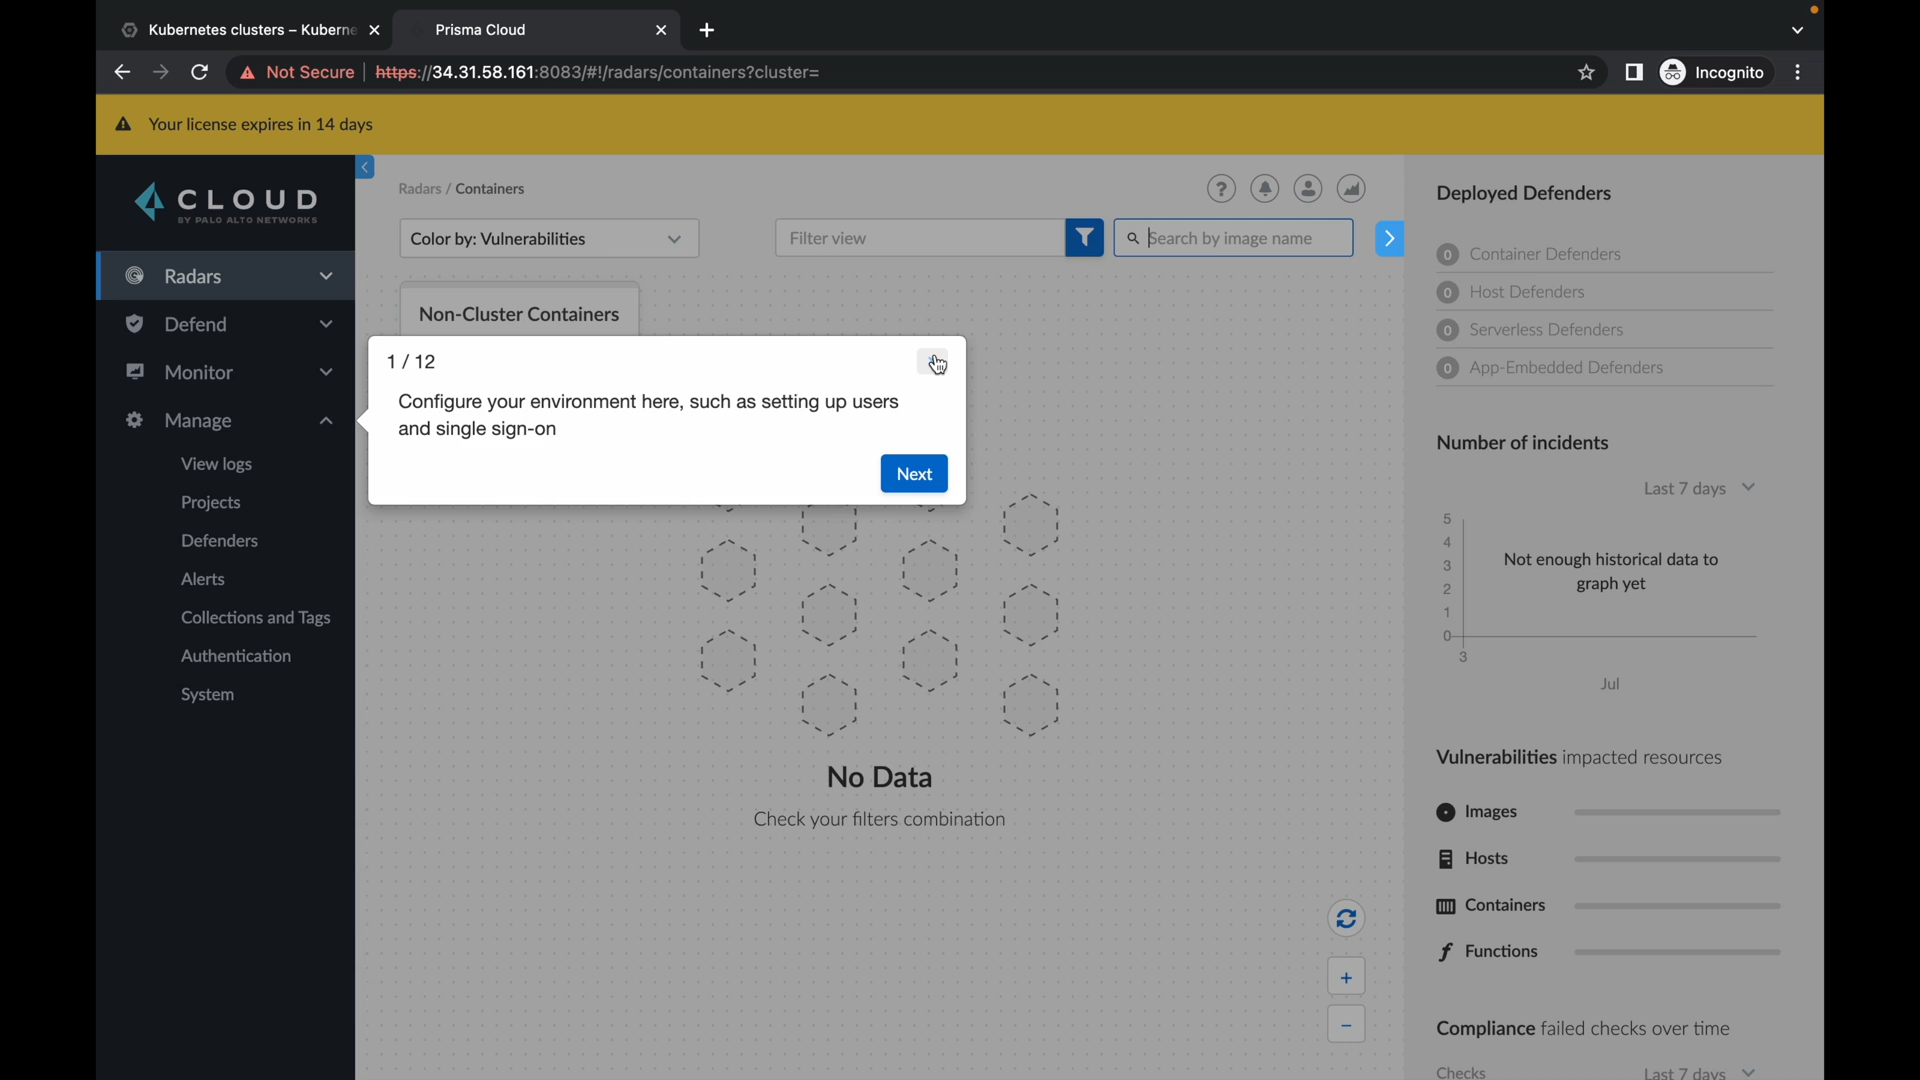 Kubernetes clusters – Kuberne
Prisma Cloud
Not Secure
https://34.31.58.161:8083/#!/radars/containers?cluster=
Incognito
Your license expires in 14 days
CLOUD
BY PALO ALTO NETWORKS
Radars
Defend
Monitor
Manage
View logs
Projects
Defenders
Alerts
Collections and Tags
Authentication
System
Radars / Containers
?
Color by: Vulnerabilities
Filter view
Search by image name
Non-Cluster Containers
1 / 12
Configure your environment here, such as setting up users
and single sign-on
Next
No Data
Check your filters combination
+
−
Deployed Defenders
0 Container Defenders
0 Host Defenders
0 Serverless Defenders
0 App-Embedded Defenders
Number of incidents
Last 7 days
5
4
3
2
1
0
Not enough historical data to
graph yet
3
Jul
Vulnerabilities impacted resources
Images
Hosts
Containers
Functions
Compliance failed checks over time
Checks
Last 7 days